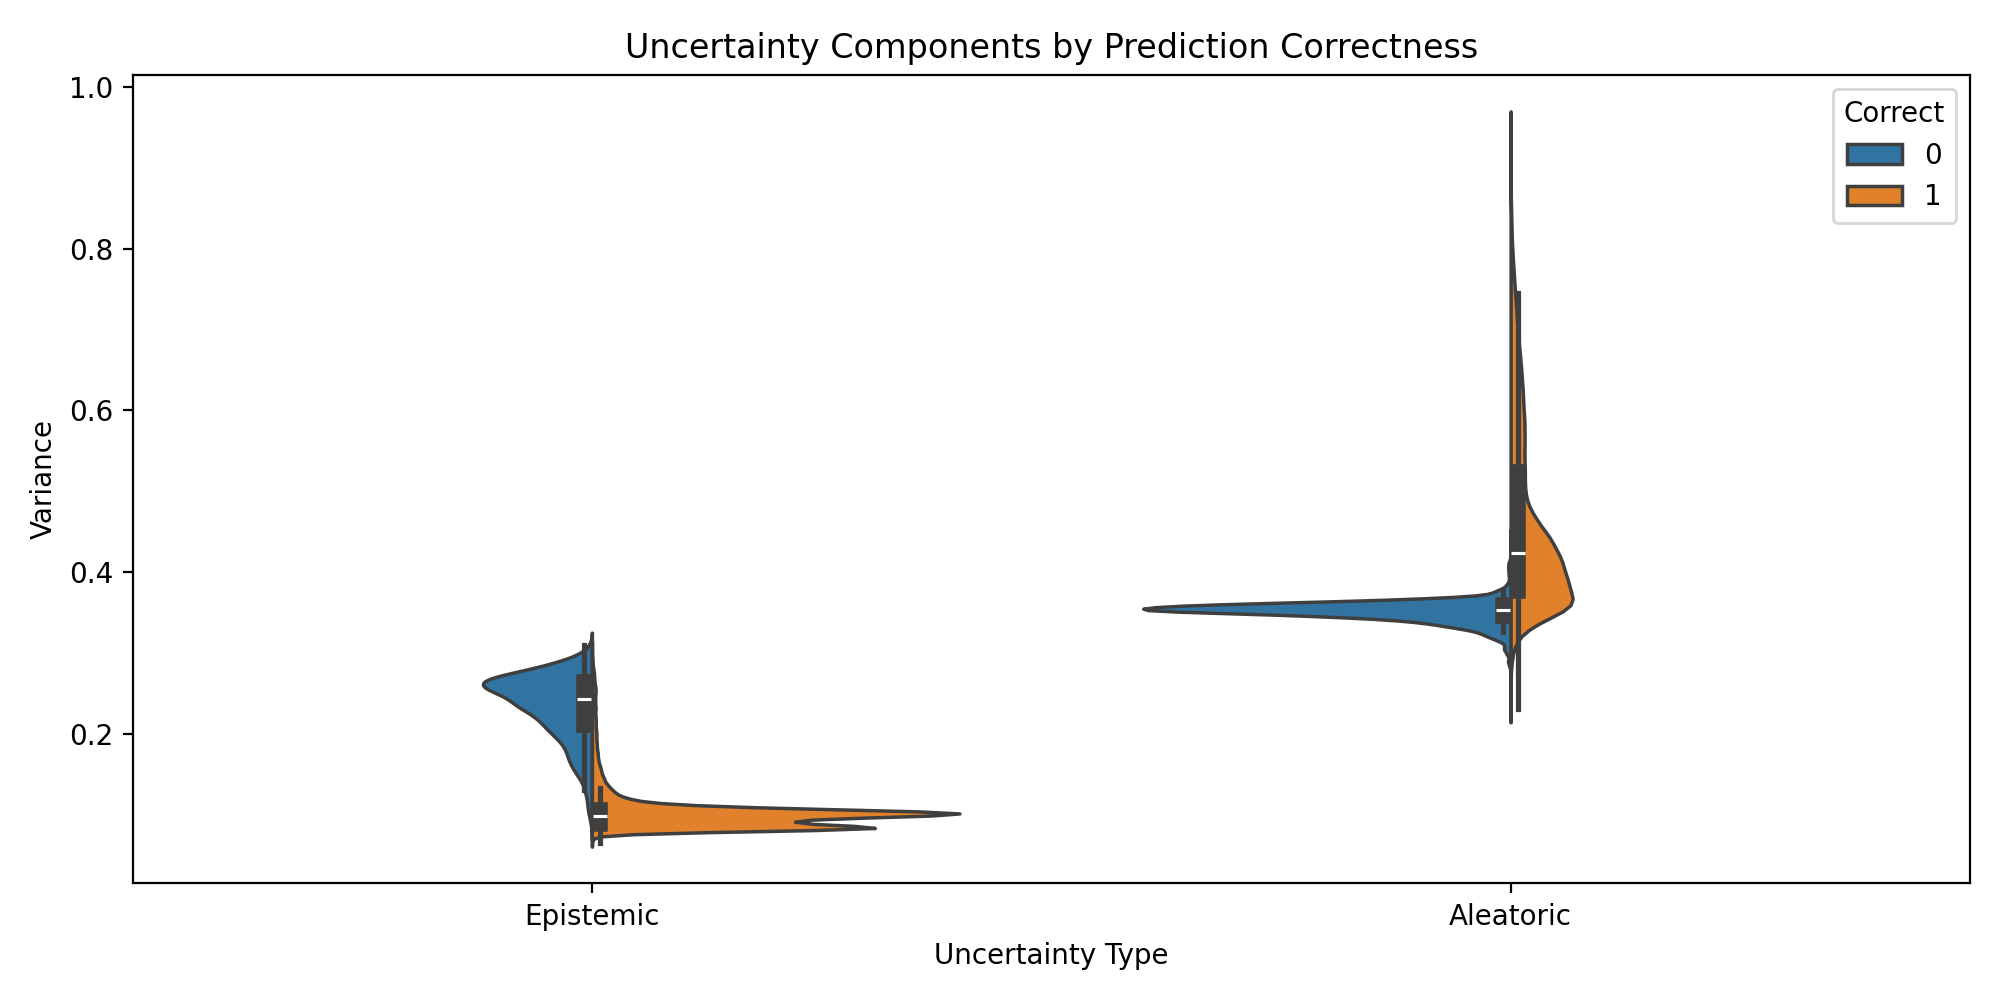 Uncertainty Components by Prediction Correctness
1.0
0.8
0.6
0.4
0.2
Variance
Correct
0
1
Epistemic
Aleatoric
Uncertainty Type